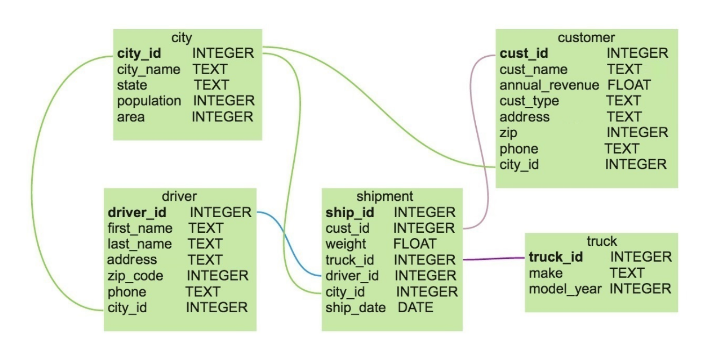 city
city_id INTEGER
city_name TEXT
state TEXT
population INTEGER
area INTEGER
customer
cust_id INTEGER
cust_name TEXT
annual_revenue FLOAT
cust_type TEXT
address TEXT
zip INTEGER
phone TEXT
city_id INTEGER
driver
driver_id INTEGER
first_name TEXT
last_name TEXT
address TEXT
zip_code INTEGER
phone TEXT
city_id INTEGER
shipment
ship_id INTEGER
cust_id INTEGER
weight FLOAT
truck_id INTEGER
driver_id INTEGER
city_id INTEGER
ship_date DATE
truck
truck_id INTEGER
make TEXT
model_year INTEGER